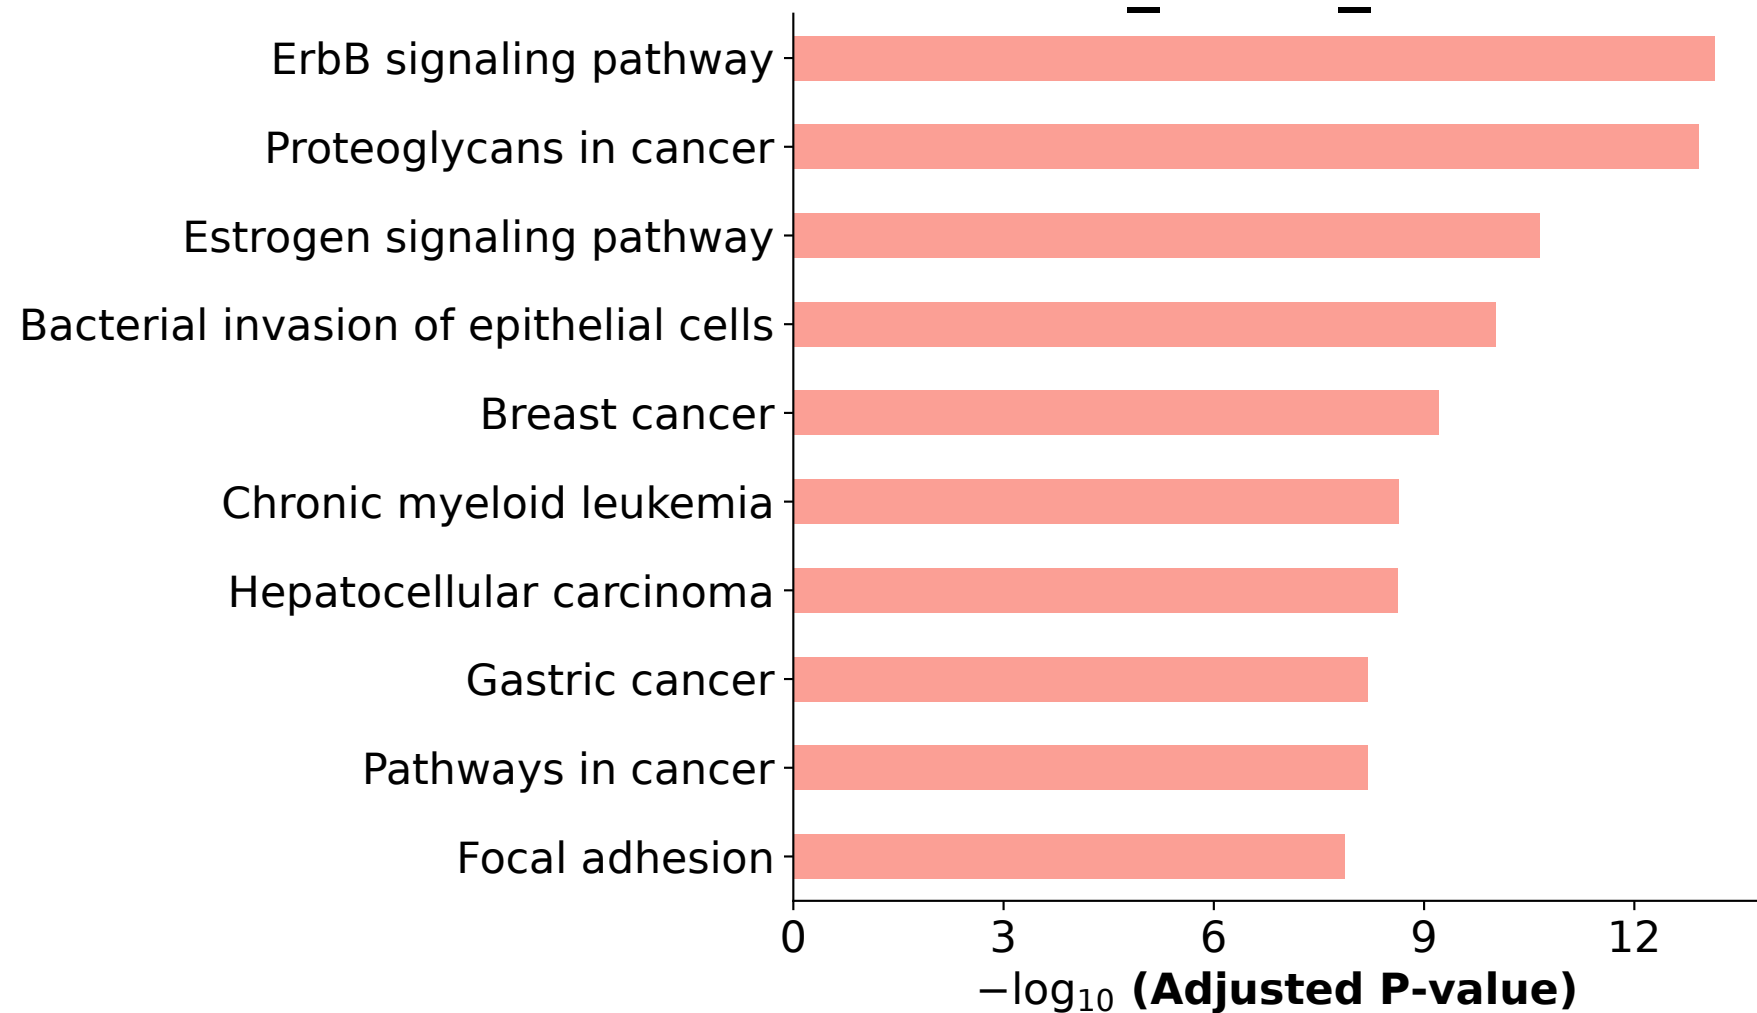 ErbB signaling pathway
Proteoglycans in cancer
Estrogen signaling pathway
Bacterial invasion of epithelial cells
Breast cancer
Chronic myeloid leukemia
Hepatocellular carcinoma
Gastric cancer
Pathways in cancer
Focal adhesion
0 3 6 9 12
−log₁₀ (Adjusted P-value)